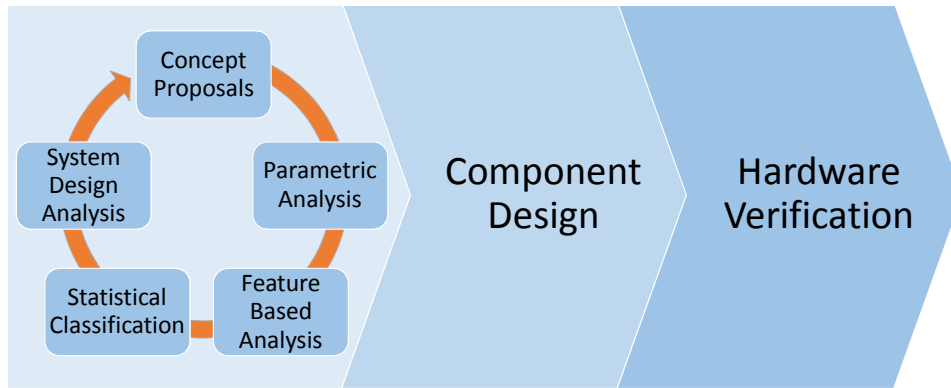 Concept
Proposals
Parametric
Analysis
Feature
Based
Analysis
Statistical
Classification
System
Design
Analysis
Component
Design
Hardware
Verification